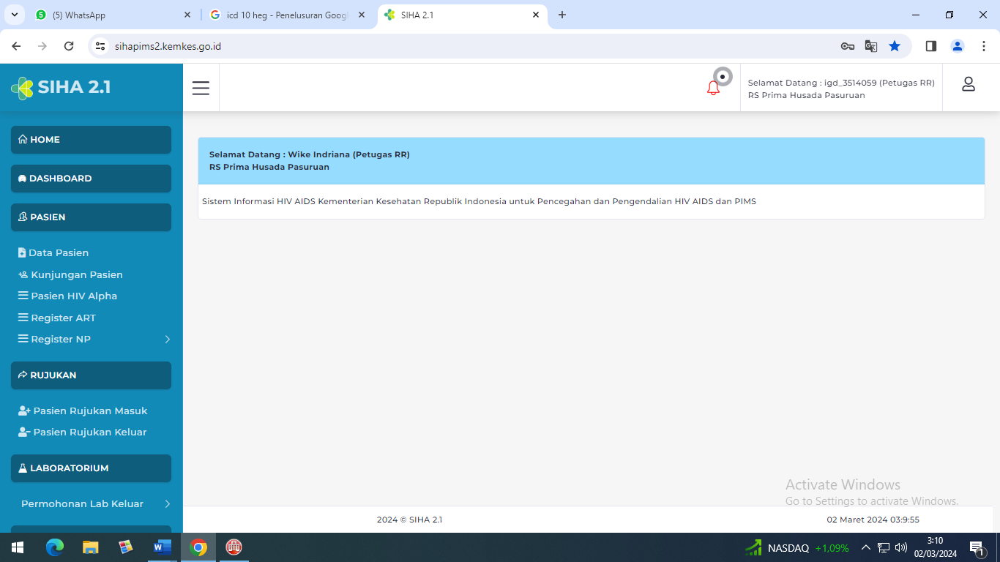 (5) WhatsApp
icd 10 heg - Penelusuran Googl
SIHA 2.1
sihapims2.kemkes.go.id
SIHA 2.1
Selamat Datang : igd_3514059 (Petugas RR)
RS Prima Husada Pasuruan
HOME
DASHBOARD
PASIEN
Data Pasien
Kunjungan Pasien
Pasien HIV Alpha
Register ART
Register NP
RUJUKAN
Pasien Rujukan Masuk
Pasien Rujukan Keluar
LABORATORIUM
Permohonan Lab Keluar
Selamat Datang : Wike Indriana (Petugas RR)
RS Prima Husada Pasuruan
Sistem Informasi HIV AIDS Kementerian Kesehatan Republik Indonesia untuk Pencegahan dan Pengendalian HIV AIDS dan PIMS
Activate Windows
Go to Settings to activate Windows.
2024 © SIHA 2.1
02 Maret 2024 03:9:55
NASDAQ +1,09%
3:10
02/03/2024
1